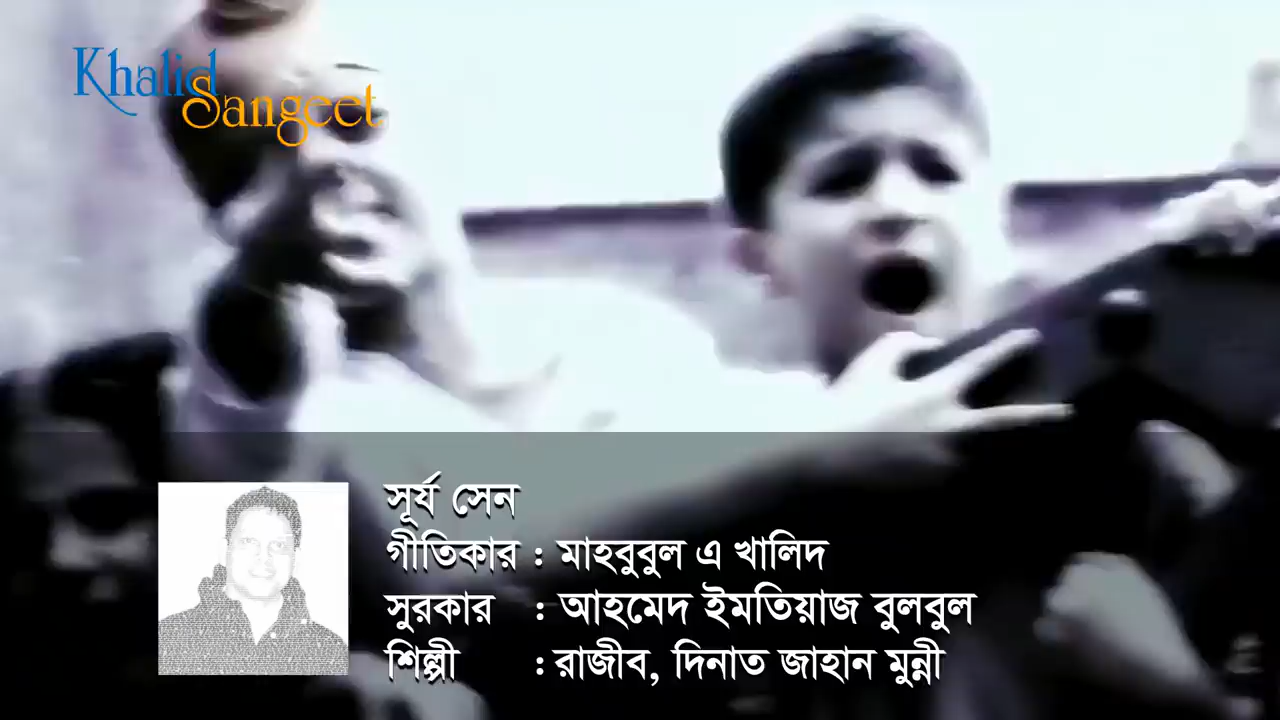 Khalid
Sangeet
সূর্য সেন
গীতিকার : মাহবুবুল এ খালিদ
সুরকার : আহমেদ ইমতিয়াজ বুলবুল
শিল্পী : রাজীব, দিনাত জাহান মুন্নী